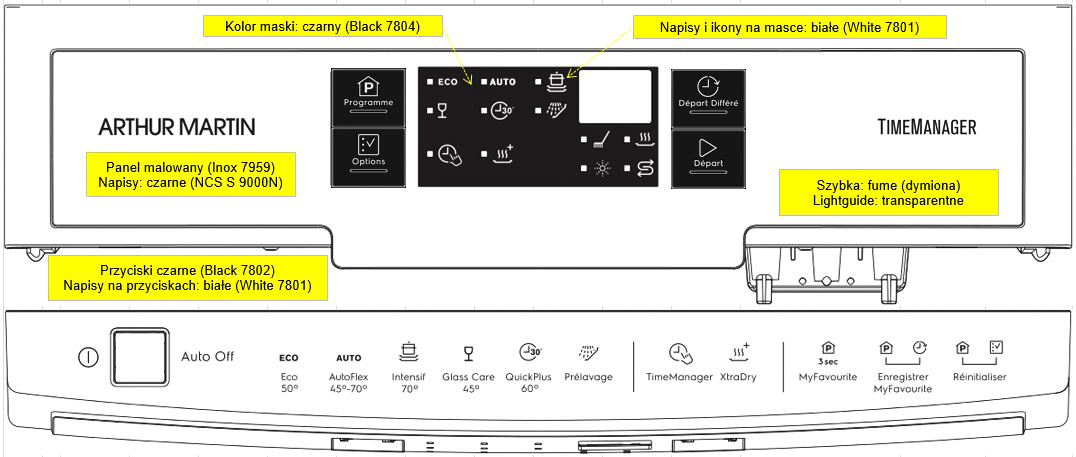 Kolor maski: czarny (Black 7804)
Napisy i ikony na masce: białe (White 7801)
ARTHUR MARTIN
Panel malowany (Inox 7959)
Napisy: czarne (NCS S 9000N)
P
Programme
Options
ECO
AUTO
30'
Départ Différé
Départ
TIMEMANAGER
Szybka: fume (dymiona)
Lightguide: transparentne
Przyciski czarne (Black 7802)
Napisy na przyciskach: białe (White 7801)
Auto Off
ECO
Eco
50°
AUTO
AutoFlex
45°-70°
Intensif
70°
Glass Care
45°
30'
QuickPlus
60°
Prélavage
TimeManager
XtraDry
P
3sec
MyFavourite
P
Enregistrer
MyFavourite
P
Réinitialiser